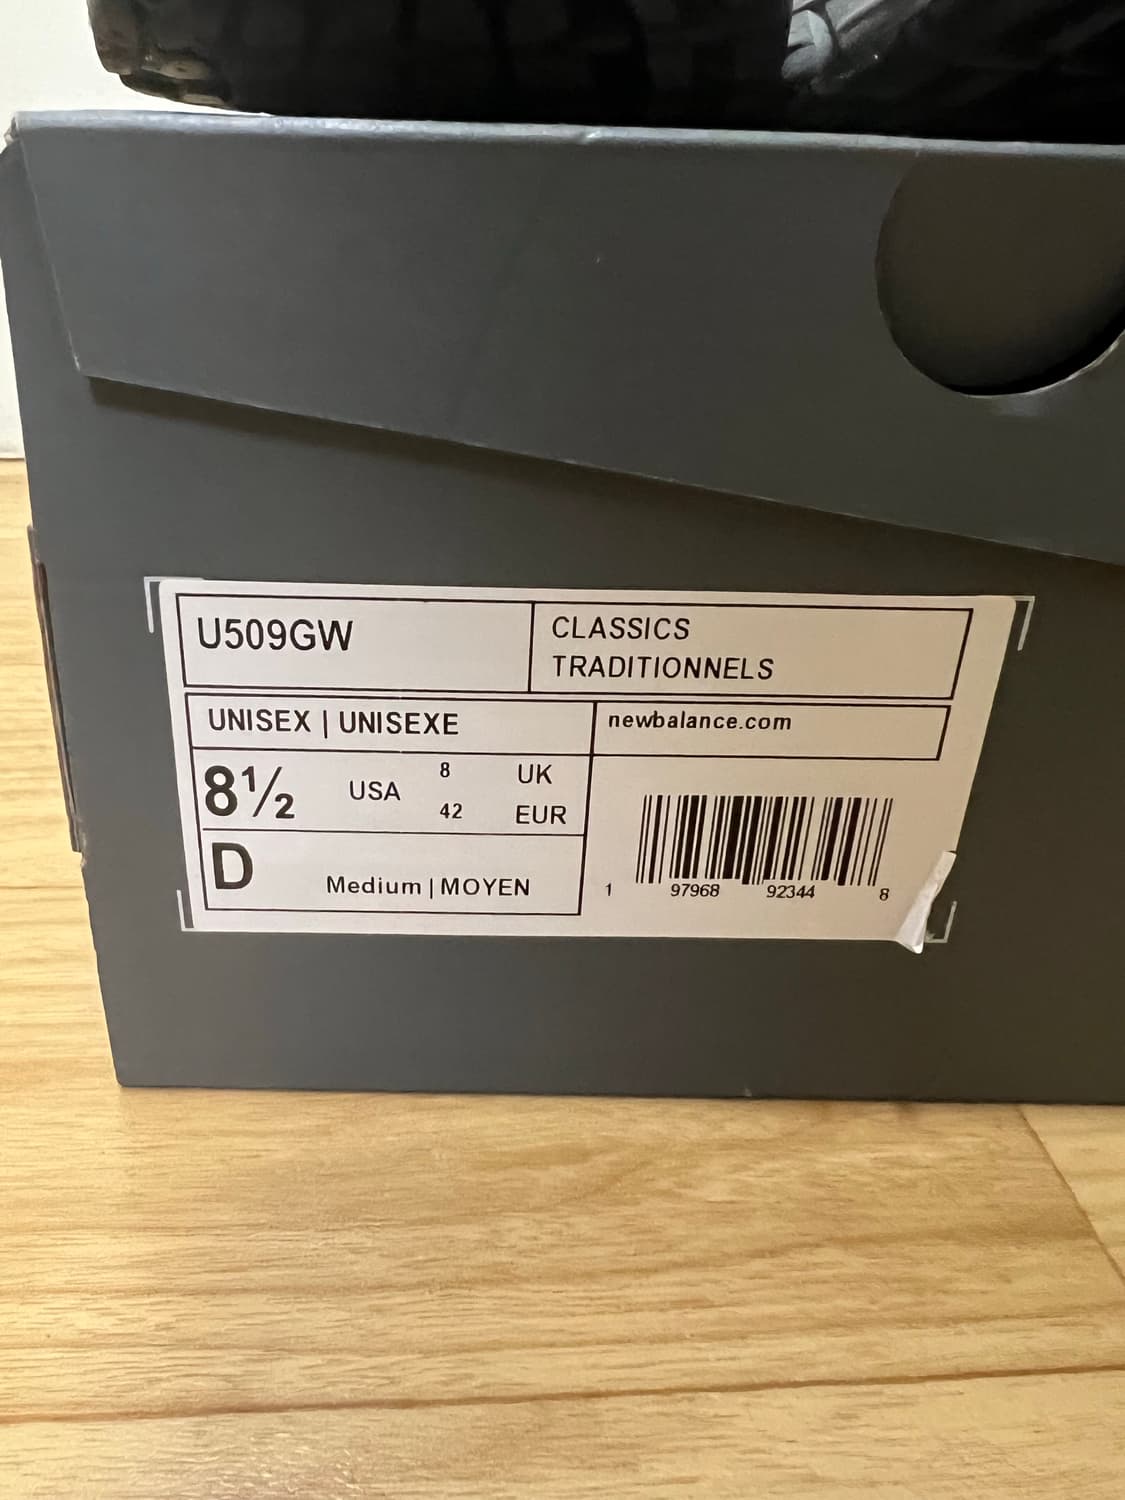 U509GW
CLASSICS
TRADITIONNELS
UNISEX | UNISEXE
newbalance.com
8½ USA 8 UK
42 EUR
D Medium | MOYEN
1 97968 92344 8